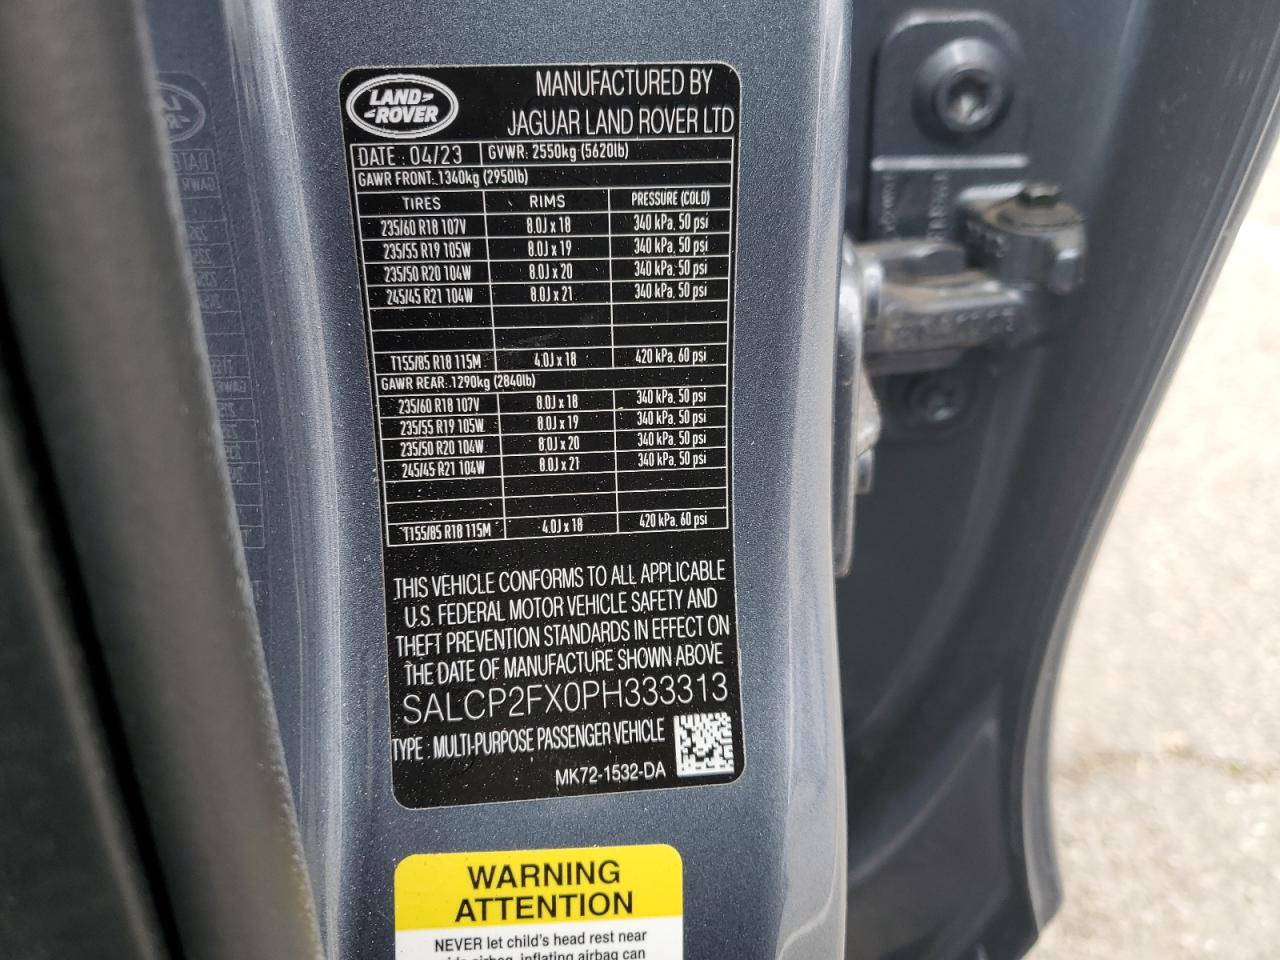 LAND ROVER
MANUFACTURED BY
JAGUAR LAND ROVER LTD
DATE : 04/23 GVWR: 2550kg (5620lb)
GAWR FRONT: 1340kg (2950lb)
TIRES RIMS PRESSURE (COLD)
235/60 R18 107V 8.0J x 18 340 kPa, 50 psi
235/55 R19 105W 8.0J x 19 340 kPa, 50 psi
235/50 R20 104W 8.0J x 20 340 kPa, 50 psi
245/45 R21 104W 8.0J x 21 340 kPa, 50 psi
T155/85 R18 115M 4.0J x 18 420 kPa, 60 psi
GAWR REAR: 1290kg (2840lb)
235/60 R18 107V 8.0J x 18 340 kPa, 50 psi
235/55 R19 105W 8.0J x 19 340 kPa, 50 psi
235/50 R20 104W 8.0J x 20 340 kPa, 50 psi
245/45 R21 104W 8.0J x 21 340 kPa, 50 psi
T155/85 R18 115M 4.0J x 18 420 kPa, 60 psi
THIS VEHICLE CONFORMS TO ALL APPLICABLE
U.S. FEDERAL MOTOR VEHICLE SAFETY AND
THEFT PREVENTION STANDARDS IN EFFECT ON
THE DATE OF MANUFACTURE SHOWN ABOVE
SALCP2FX0PH333313
TYPE : MULTI-PURPOSE PASSENGER VEHICLE
MK72-1532-DA
WARNING
ATTENTION
NEVER let child's head rest near
side airbag, inflating airbag can